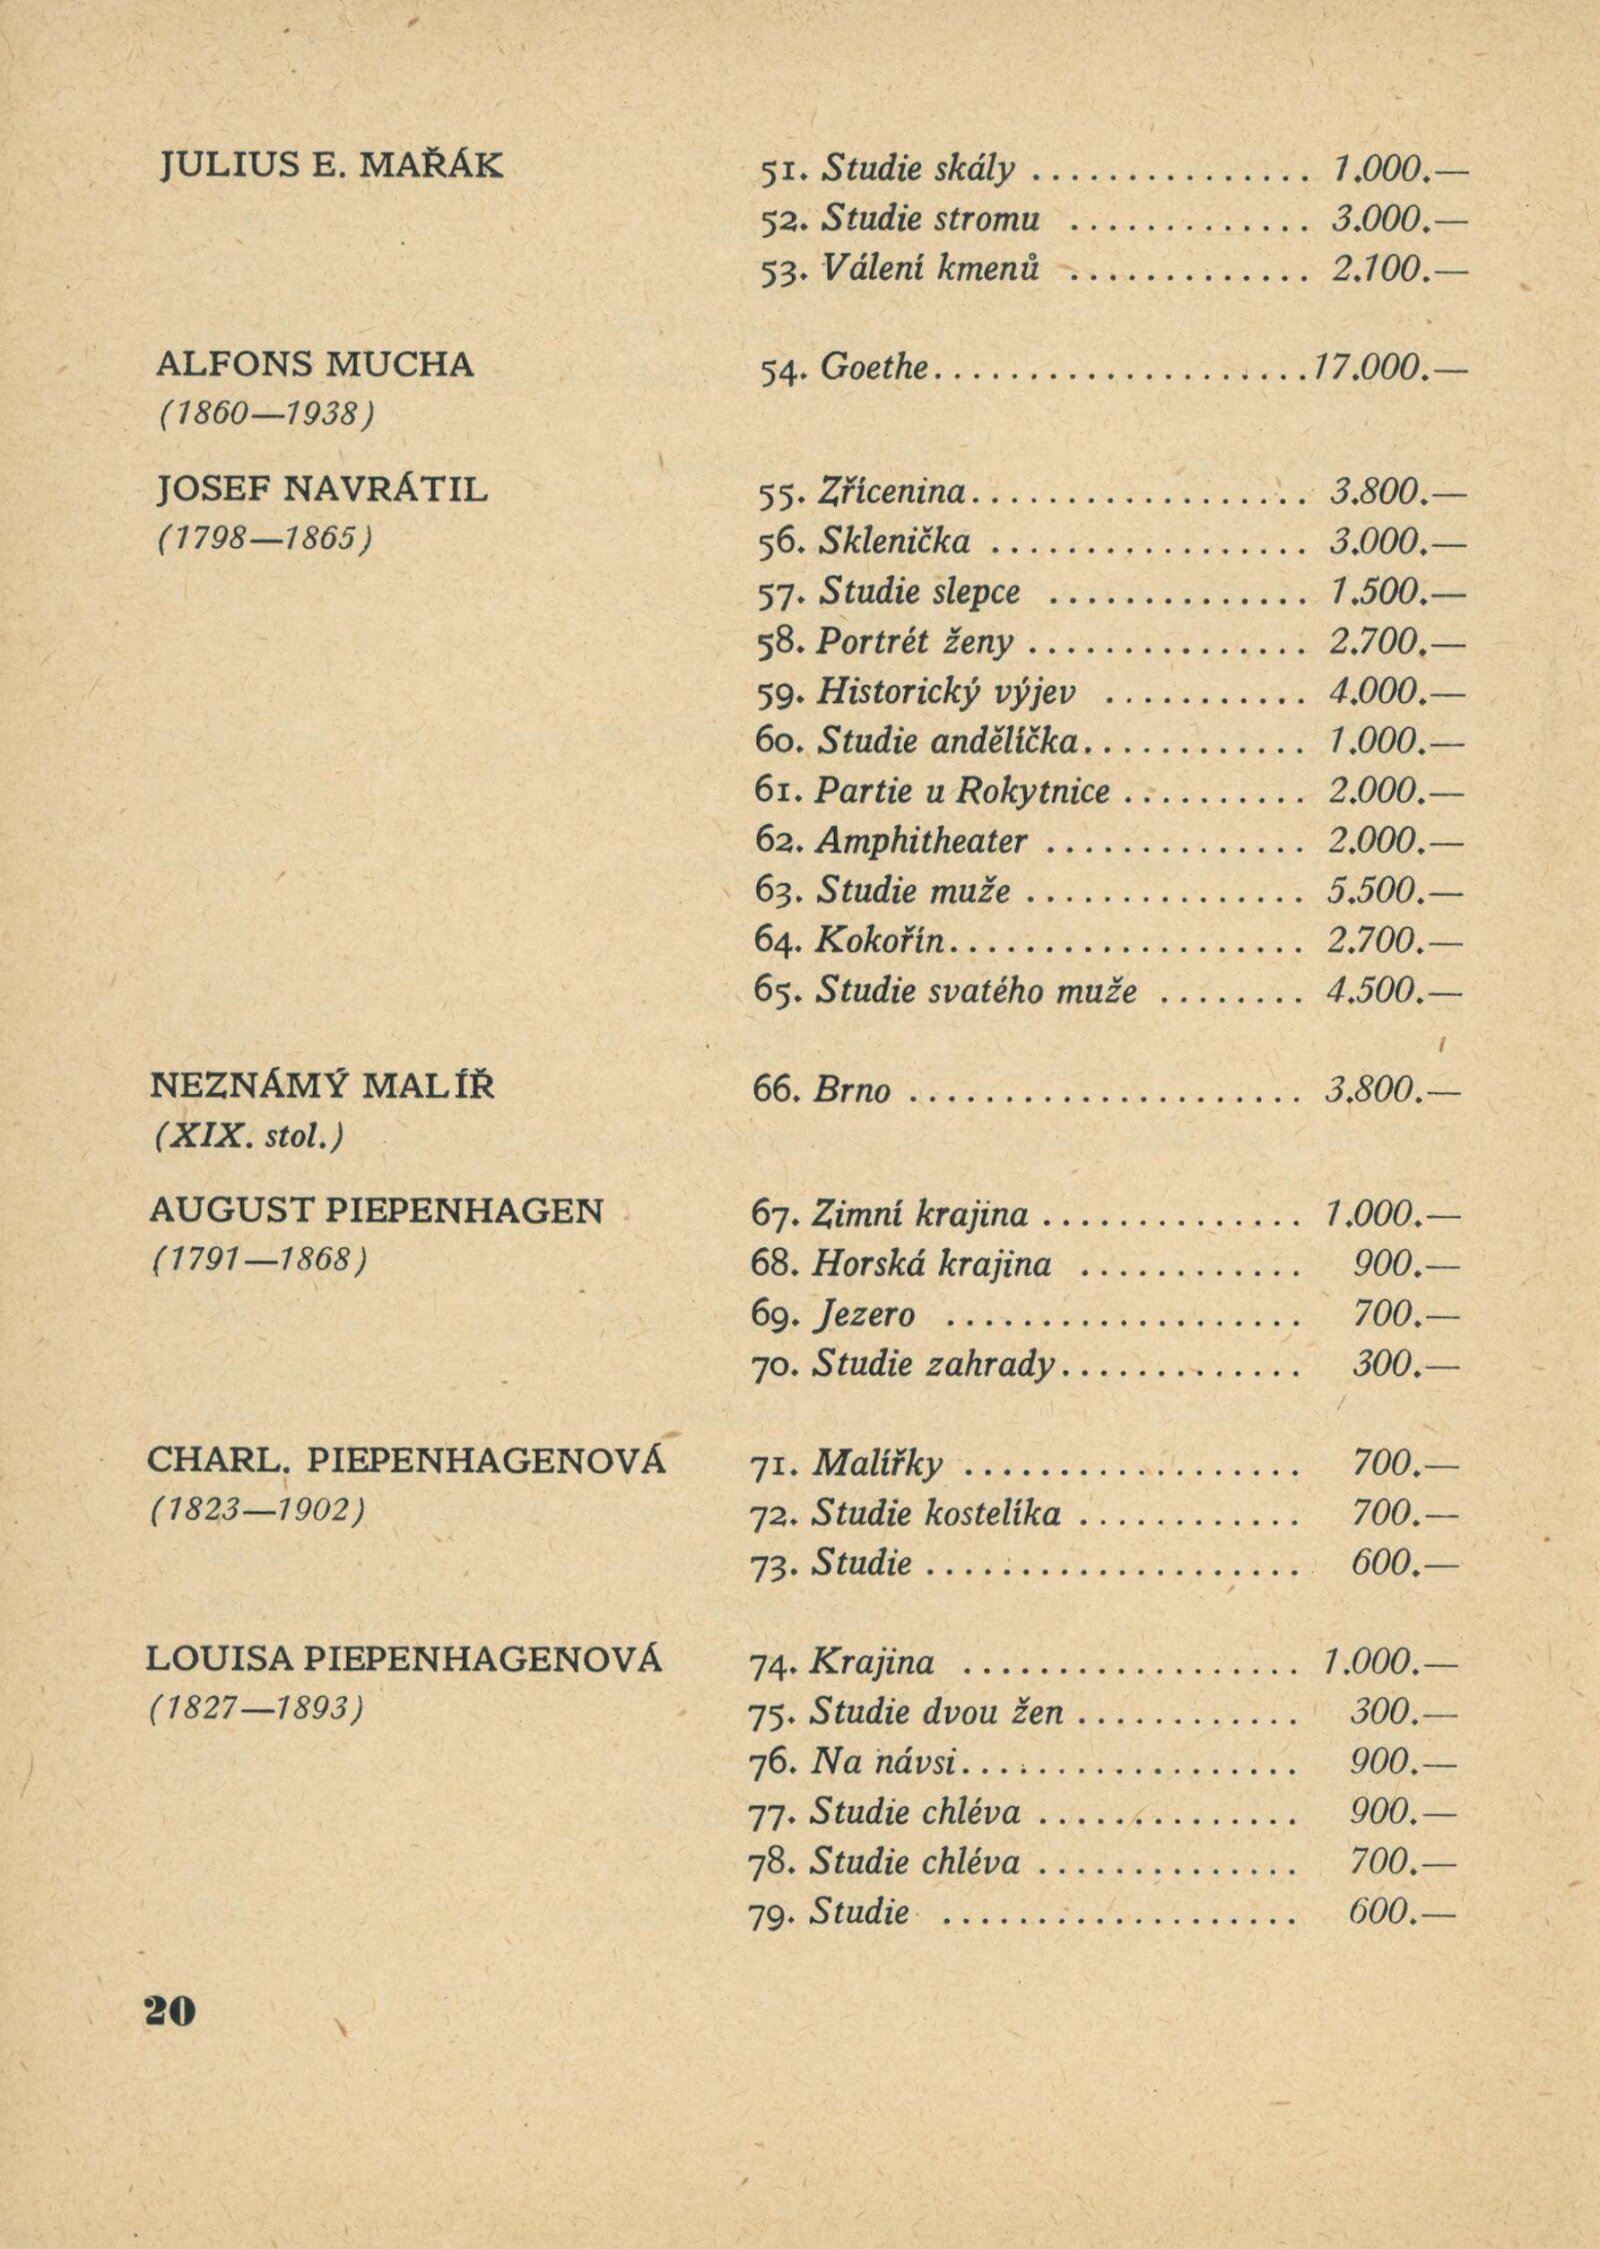 JULIUS E. MAŘÁK 51. Studie skály ............... 1.000.—
52. Studie stromu ............. 3.000.—
53. Válení kmenů ............. 2.100.—
ALFONS MUCHA 54. Goethe.................... 17.000.—
(1860—1938)
JOSEF NAVRÁTIL 55. Zřícenina.................. 3.800.—
(1798—1865) 56. Sklenička ................. 3.000.—
57. Studie slepce .............. 1.500.—
58. Portrét ženy ............... 2.700.—
59. Historický výjev ........... 4.000.—
60. Studie andělíčka............ 1.000.—
61. Partie u Rokytnice .......... 2.000.—
62. Amphitheater .............. 2.000.—
63. Studie muže ............... 5.500.—
64. Kokořín................... 2.700.—
65. Studie svatého muže ........ 4.500.—
NEZNÁMÝ MALÍŘ 66. Brno ..................... 3.800.—
(XIX. stol.)
AUGUST PIEPENHAGEN 67. Zimní krajina .............. 1.000.—
(1791—1868) 68. Horská krajina ............ 900.—
69. Jezero ................... 700.—
70. Studie zahrady............. 300.—
CHARL. PIEPENHAGENOVÁ 71. Malířky .................. 700.—
(1823—1902) 72. Studie kostelíka ............ 700.—
73. Studie .................... 600.—
LOUISA PIEPENHAGENOVÁ 74. Krajina .................. 1.000.—
(1827—1893) 75. Studie dvou žen ............ 300.—
76. Na návsi.................. 900.—
77. Studie chléva .............. 900.—
78. Studie chléva .............. 700.—
79. Studie ................... 600.—
20